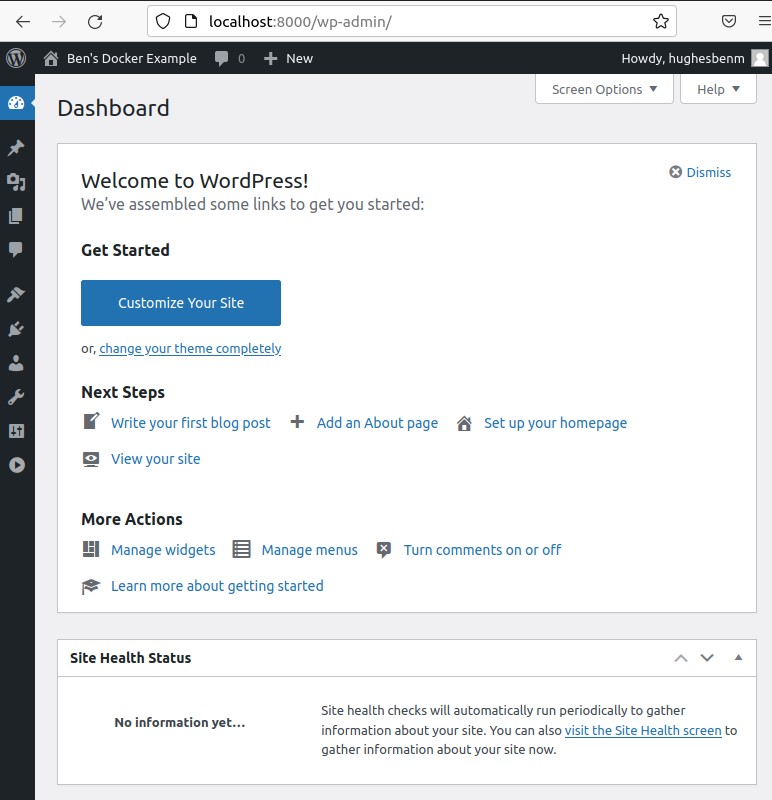 localhost:8000/wp-admin/
Ben's Docker Example 0 New Howdy, hughesbenm
Screen Options Help
Dashboard
Welcome to WordPress!
Dismiss
We've assembled some links to get you started:
Get Started
Customize Your Site
or, change your theme completely
Next Steps
Write your first blog post Add an About page Set up your homepage
View your site
More Actions
Manage widgets Manage menus Turn comments on or off
Learn more about getting started
Site Health Status
No information yet...
Site health checks will automatically run periodically to gather
information about your site. You can also visit the Site Health screen to
gather information about your site now.